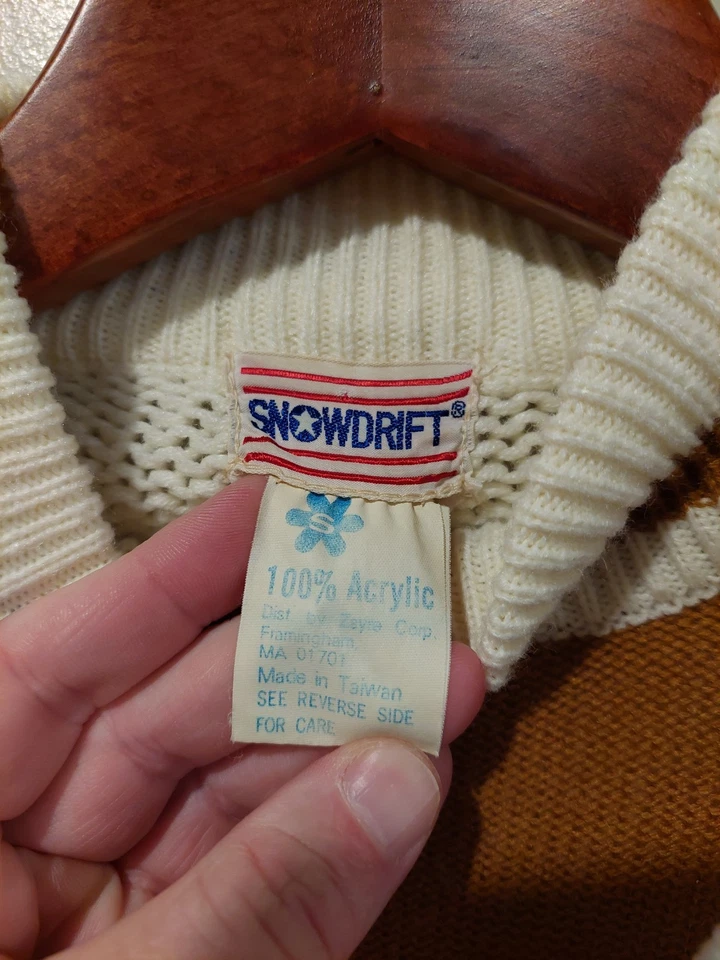 SNOWDRIFT®
S
100% Acrylic
Dist. by Zayre Corp.
Framingham,
MA 01701
Made in Taiwan
SEE REVERSE SIDE
FOR CARE